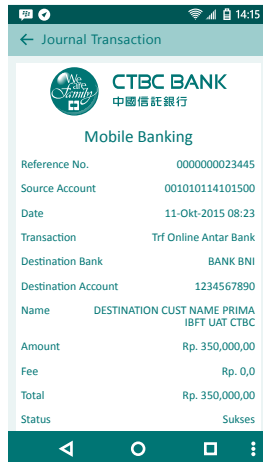 14:15
← Journal Transaction
We are Family
CTBC BANK
中國信託銀行
Mobile Banking
Reference No. 0000000023445
Source Account 001010114101500
Date 11-Okt-2015 08:23
Transaction Trf Online Antar Bank
Destination Bank BANK BNI
Destination Account 1234567890
Name DESTINATION CUST NAME PRIMA
IBFT UAT CTBC
Amount Rp. 350,000,00
Fee Rp. 0,0
Total Rp. 350,000,00
Status Sukses